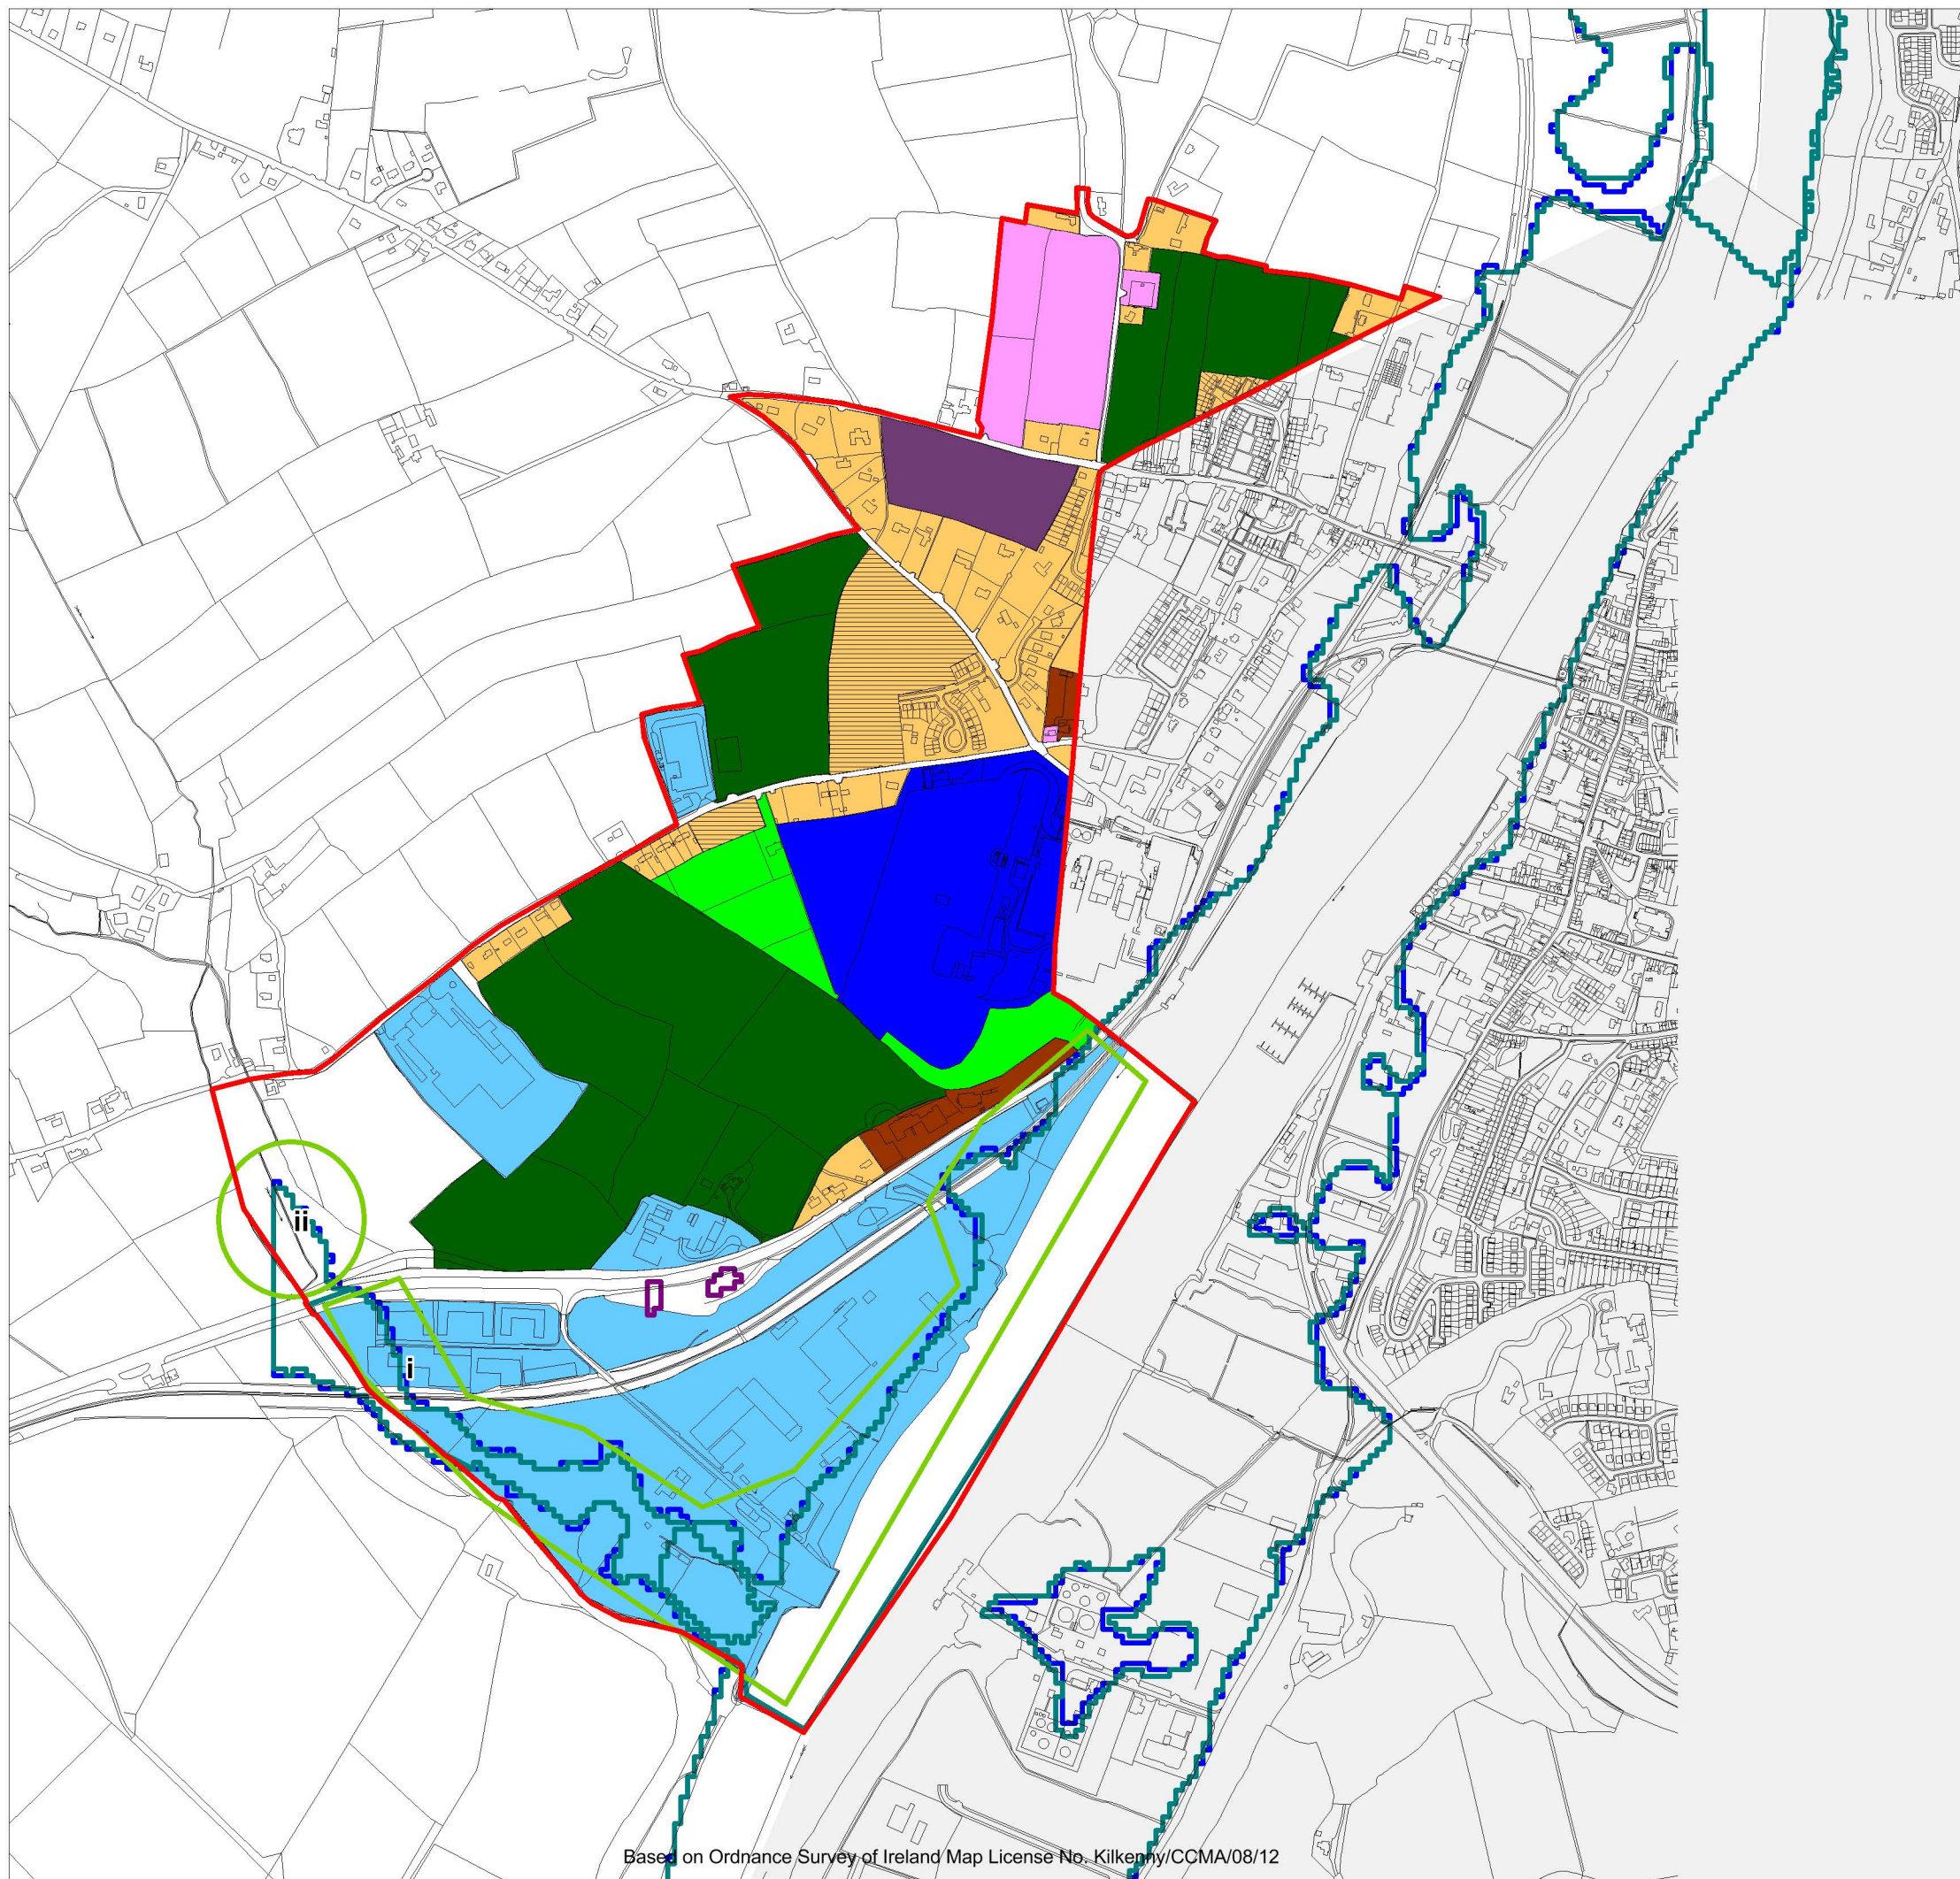 ii
i
Based on Ordnance Survey of Ireland Map License No. Kilkenny/CCMA/08/12